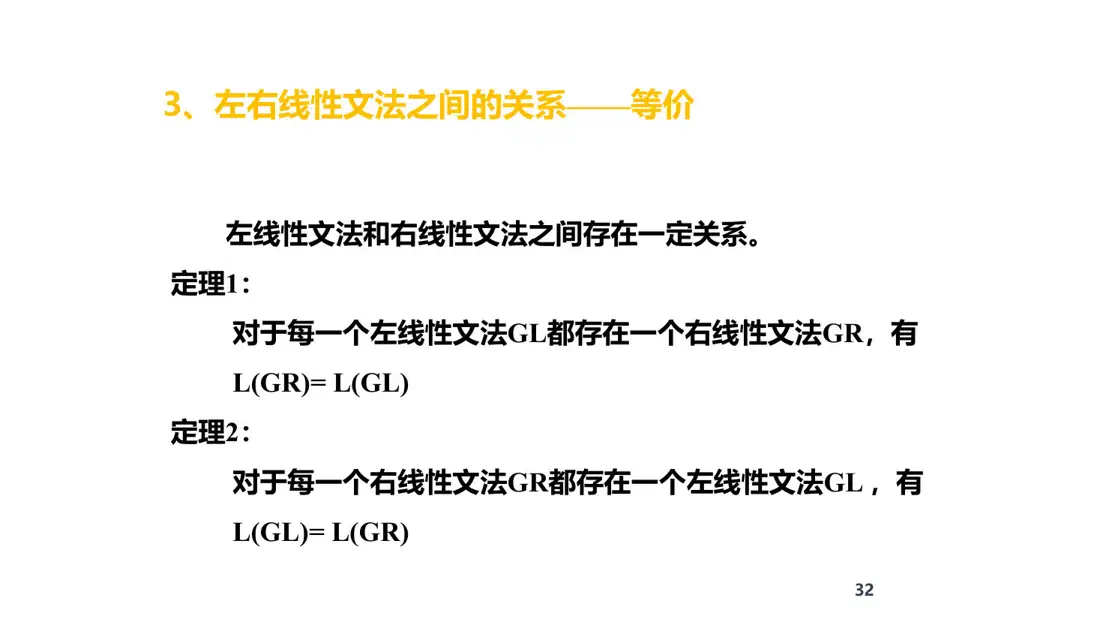 3、左右线性文法之间的关系——等价
左线性文法和右线性文法之间存在一定关系。
定理1：
对于每一个左线性文法GL都存在一个右线性文法GR，有
L(GR)= L(GL)
定理2：
对于每一个右线性文法GR都存在一个左线性文法GL ，有
L(GL)= L(GR)
32